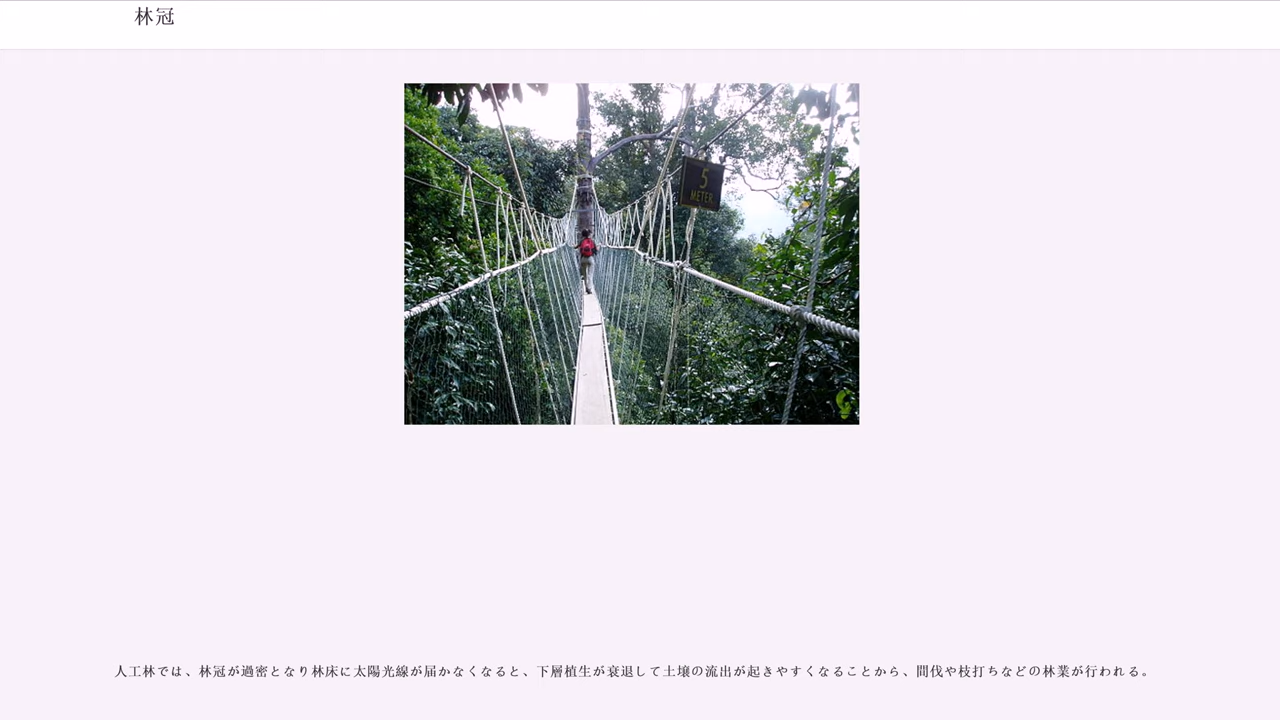 林冠
5
METER
人工林では、林冠が過密となり林床に太陽光線が届かなくなると、下層植生が衰退して土壌の流出が起きやすくなることから、間伐や枝打ちなどの林業が行われる。